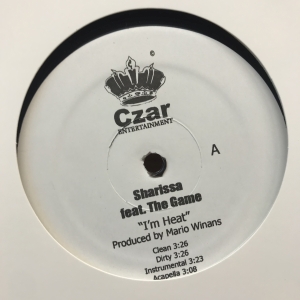 ©
Czar
ENTERTAINMENT
A
Sharissa
feat. The Game
"I'm Heat"
Produced by Mario Winans
Clean 3:26
Dirty 3:26
Instrumental 3:23
Acapella 3:08